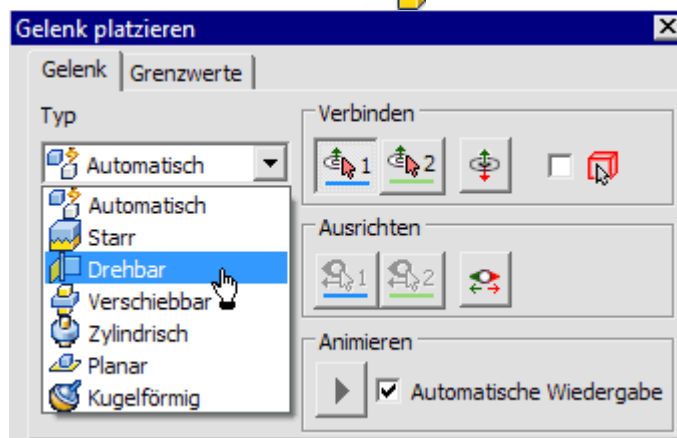 Gelenk platzieren
Gelenk
Grenzwerte
Typ
Automatisch
Automatisch
Starr
Drehbar
Verschiebbar
Zylindrisch
Planar
Kugelförmig
Verbinden
1
2
Ausrichten
1
2
Animieren
Automatische Wiedergabe